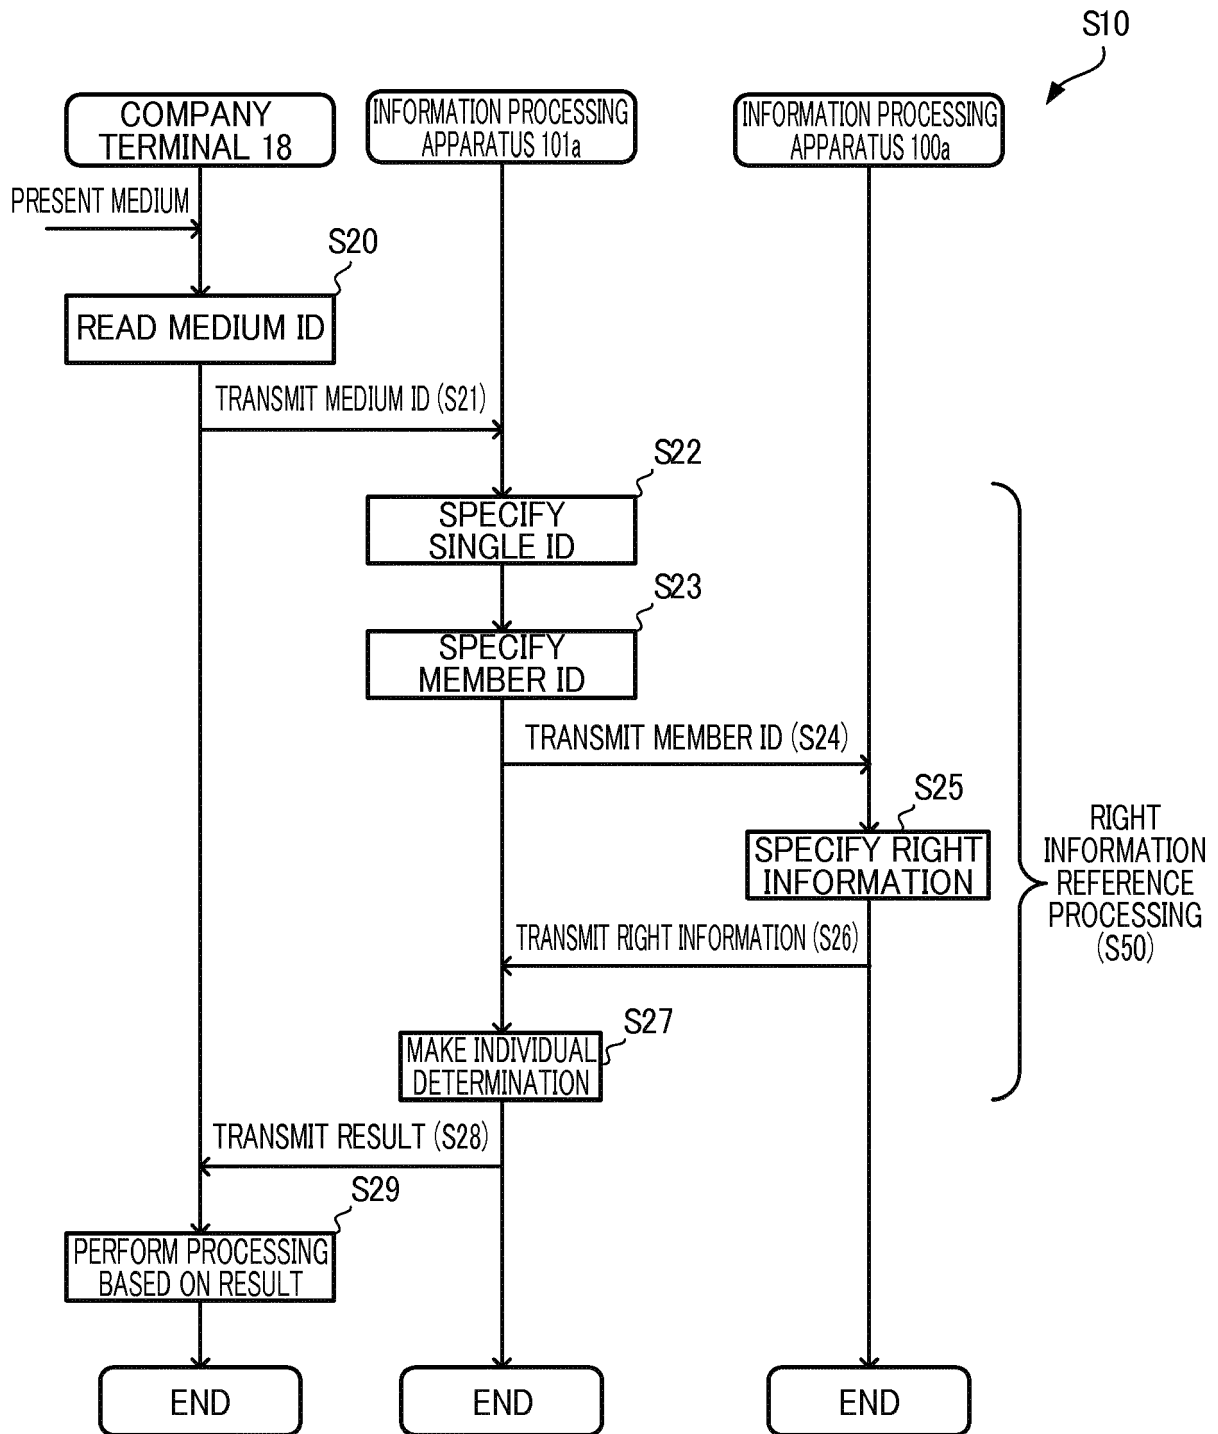 S10
COMPANY
TERMINAL 18
INFORMATION PROCESSING
APPARATUS 101a
INFORMATION PROCESSING
APPARATUS 100a
PRESENT MEDIUM
S20
READ MEDIUM ID
TRANSMIT MEDIUM ID (S21)
S22
SPECIFY
SINGLE ID
S23
SPECIFY
MEMBER ID
TRANSMIT MEMBER ID (S24)
S25
SPECIFY RIGHT
INFORMATION
RIGHT
INFORMATION
REFERENCE
PROCESSING
(S50)
TRANSMIT RIGHT INFORMATION (S26)
S27
MAKE INDIVIDUAL
DETERMINATION
TRANSMIT RESULT (S28)
S29
PERFORM PROCESSING
BASED ON RESULT
END
END
END